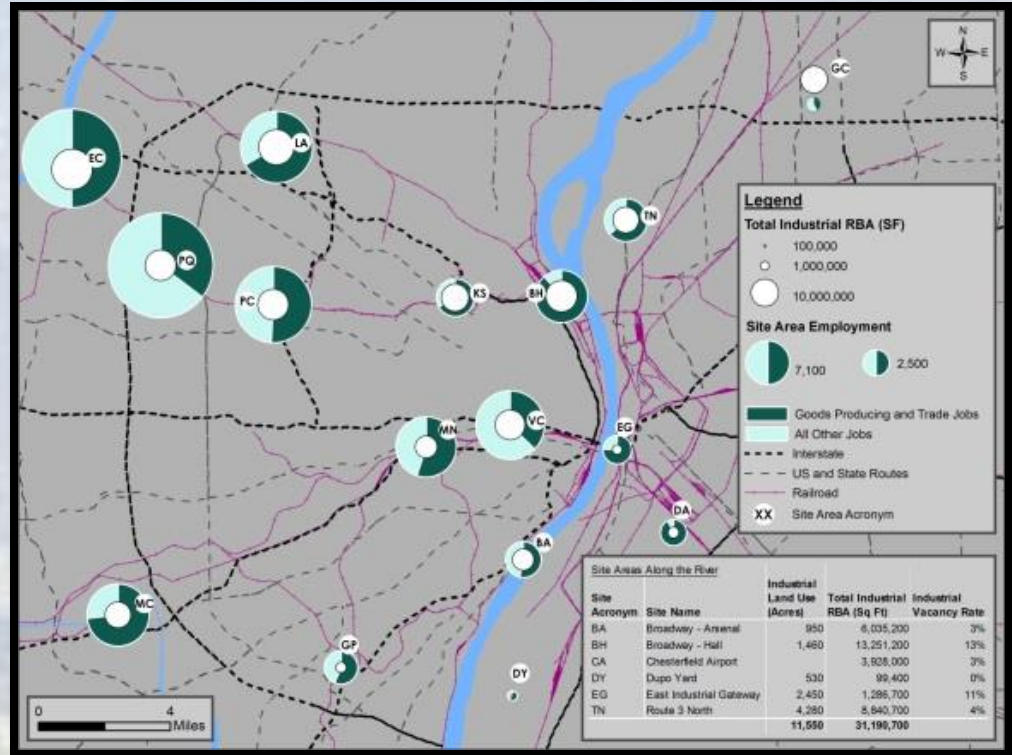 N
W E
S
GC
EC
LA
TN
PQ
PC
KS
BH
VC
MN
EG
DA
BA
MC
GP
DY
Legend
Total Industrial RBA (SF)
100,000
1,000,000
10,000,000
Site Area Employment
7,100 2,500
Goods Producing and Trade Jobs
All Other Jobs
Interstate
US and State Routes
Railroad
XX Site Area Acronym
Site Areas Along the River
Site Acronym Site Name Industrial Land Use (Acres) Total Industrial RBA (Sq Ft) Industrial Vacancy Rate
BA Broadway - Arsenal 950 6,035,200 3%
BH Broadway - Hall 1,460 13,251,200 13%
CA Chesterfield Airport 3,928,000 3%
DY Dupo Yard 530 99,400 0%
EG East Industrial Gateway 2,450 1,286,700 11%
TN Route 3 North 4,280 8,840,700 4%
11,550 31,190,700
0 4
Miles